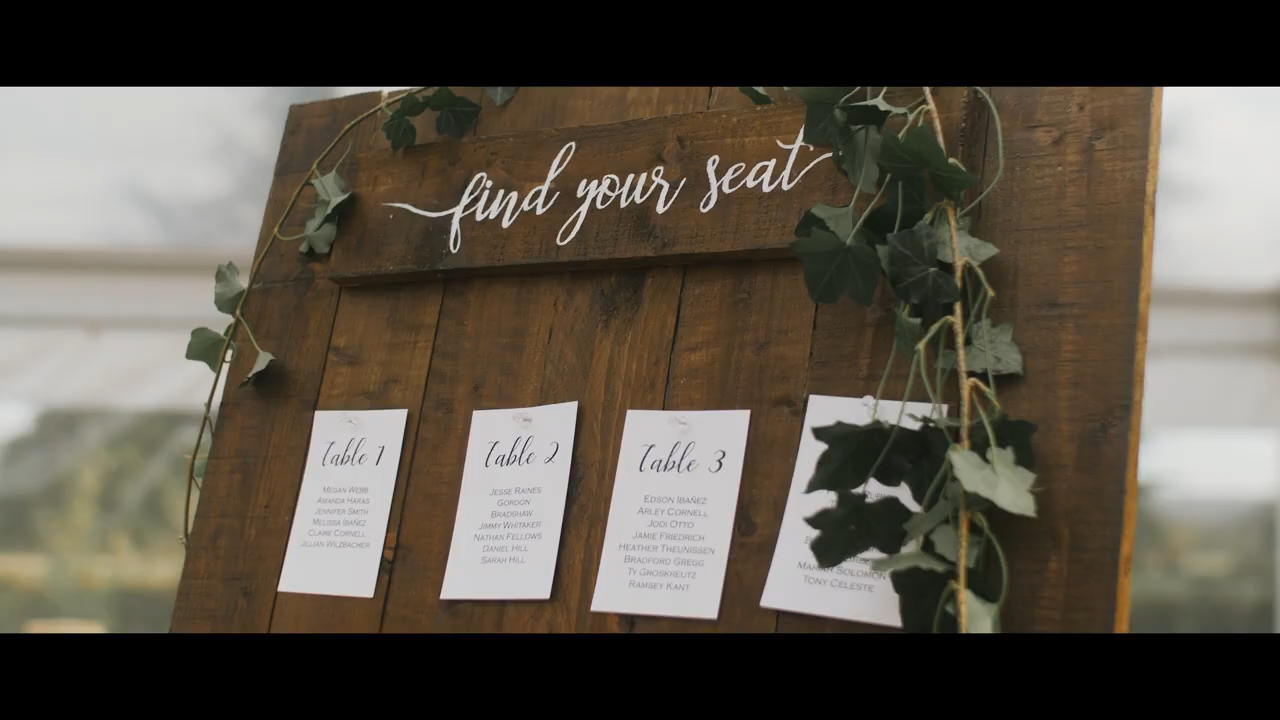 find your seat
Table 1
MEGAN WEBB
AMANDA HARAS
JENNIFER SMITH
MELISSA IBAÑEZ
CLAIRE CORNELL
JILLIAN WILZBACHER
Table 2
JESSE RAINES
GORDON
BRADSHAW
JIMMY WHITAKER
NATHAN FELLOWS
DANIEL HILL
SARAH HILL
Table 3
EDSON IBAÑEZ
ARLEY CORNELL
JODI OTTO
JAMIE FRIEDRICH
HEATHER THEUNISSEN
BRADFORD GREGG
TY GROSKREUTZ
RAMSEY KANT
SOLOMON
TONY CELESTE